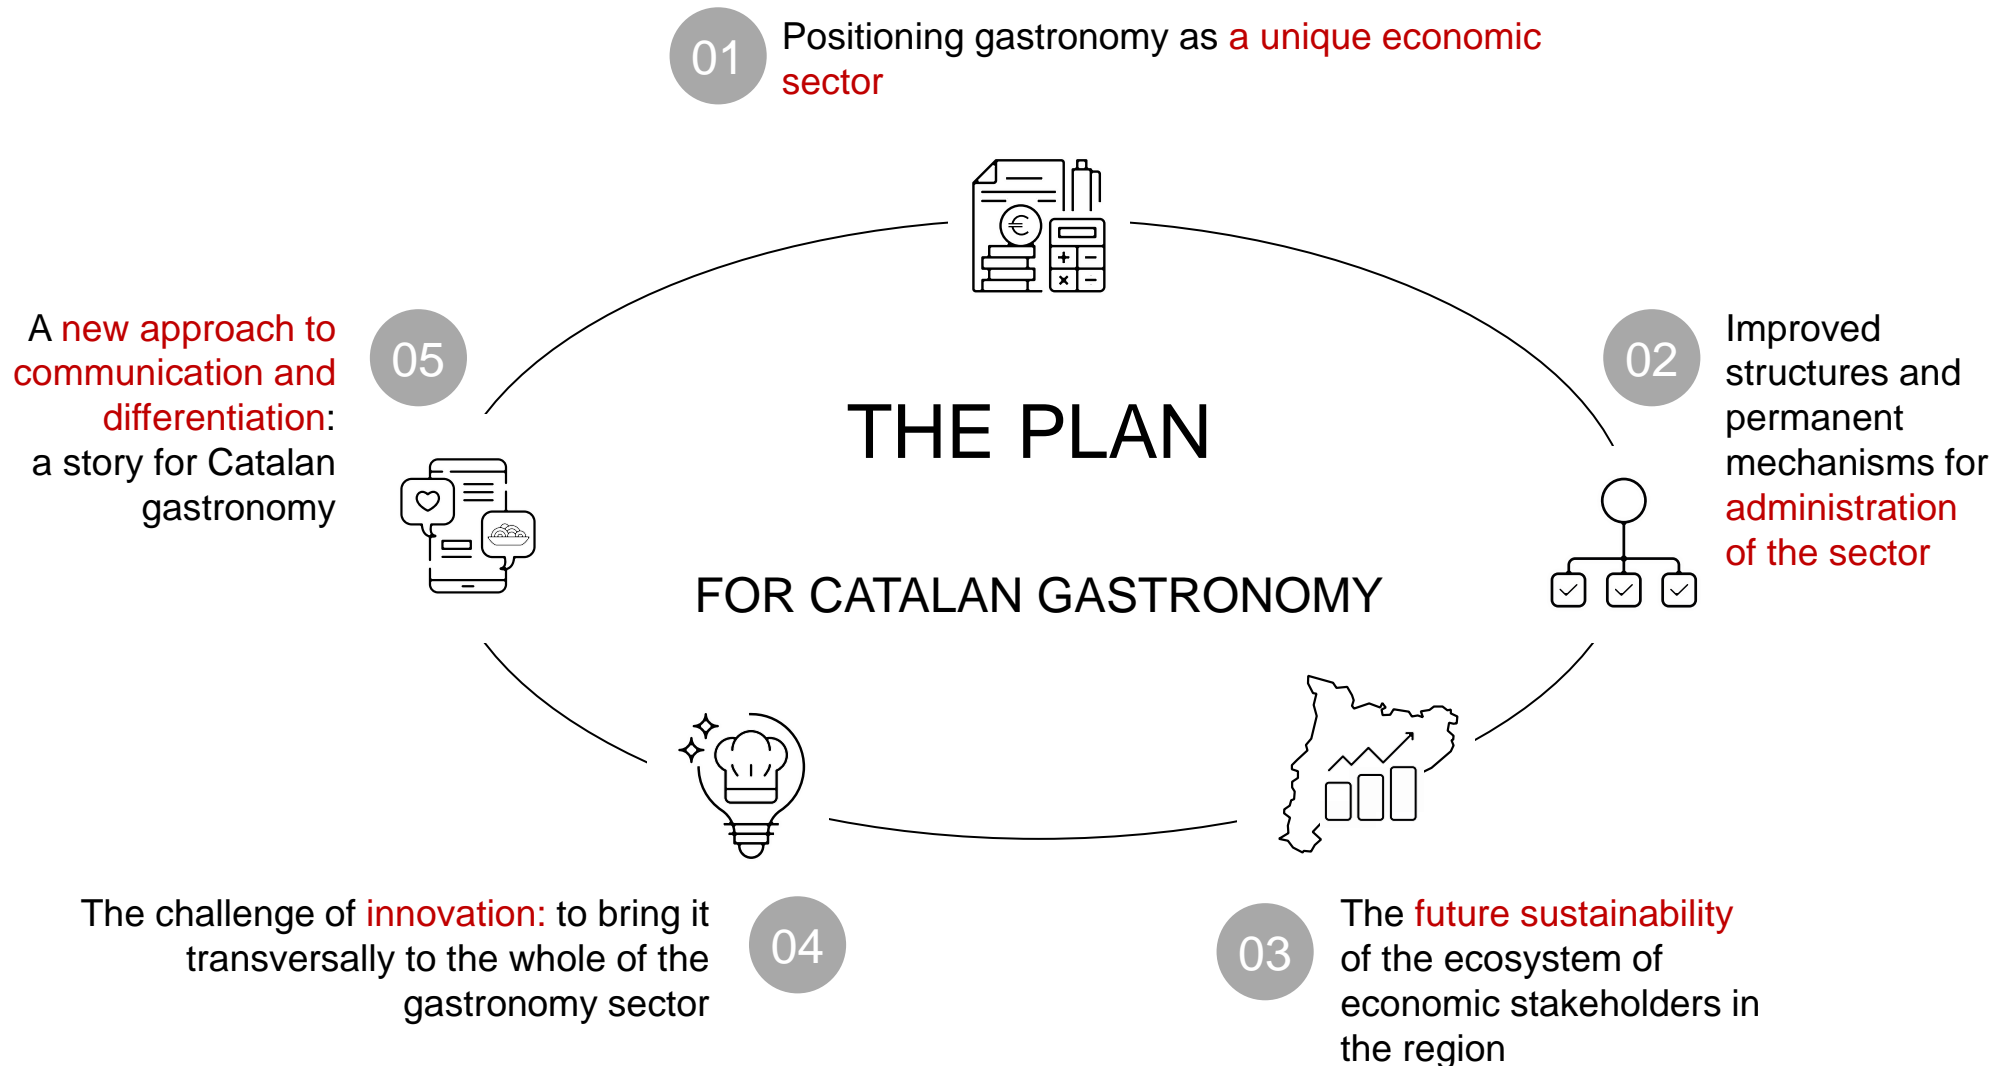 01
Positioning gastronomy as a unique economic
sector
THE PLAN
FOR CATALAN GASTRONOMY
02
Improved
structures and
permanent
mechanisms for
administration
of the sector
03
The future sustainability
of the ecosystem of
economic stakeholders in
the region
04
The challenge of innovation: to bring it
transversally to the whole of the
gastronomy sector
05
A new approach to
communication and
differentiation:
a story for Catalan
gastronomy